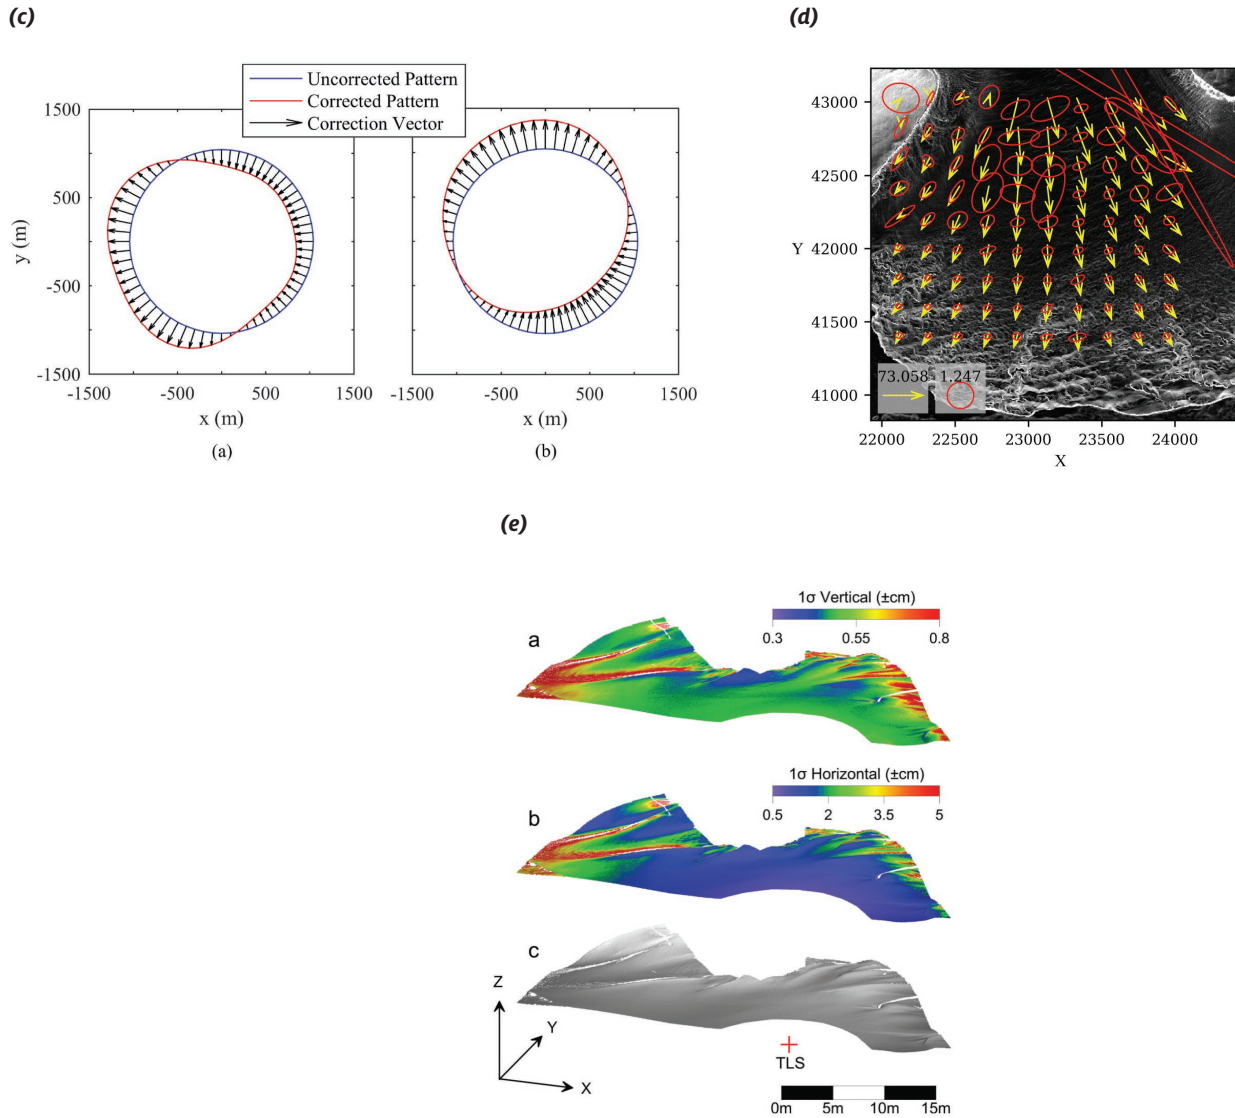 (c)
Uncorrected Pattern
Corrected Pattern
Correction Vector
1500
500
-500
-1500
y (m)
-1500 -500 500 1500
x (m)
(a)
-1500 -500 500 1500
x (m)
(b)
(d)
43000
42500
42000
41500
41000
Y
73.058 1.247
22000 22500 23000 23500 24000
X
(e)
1σ Vertical (±cm)
0.3 0.55 0.8
a
1σ Horizontal (±cm)
0.5 2 3.5 5
b
c
Z
Y
X
TLS
0m 5m 10m 15m